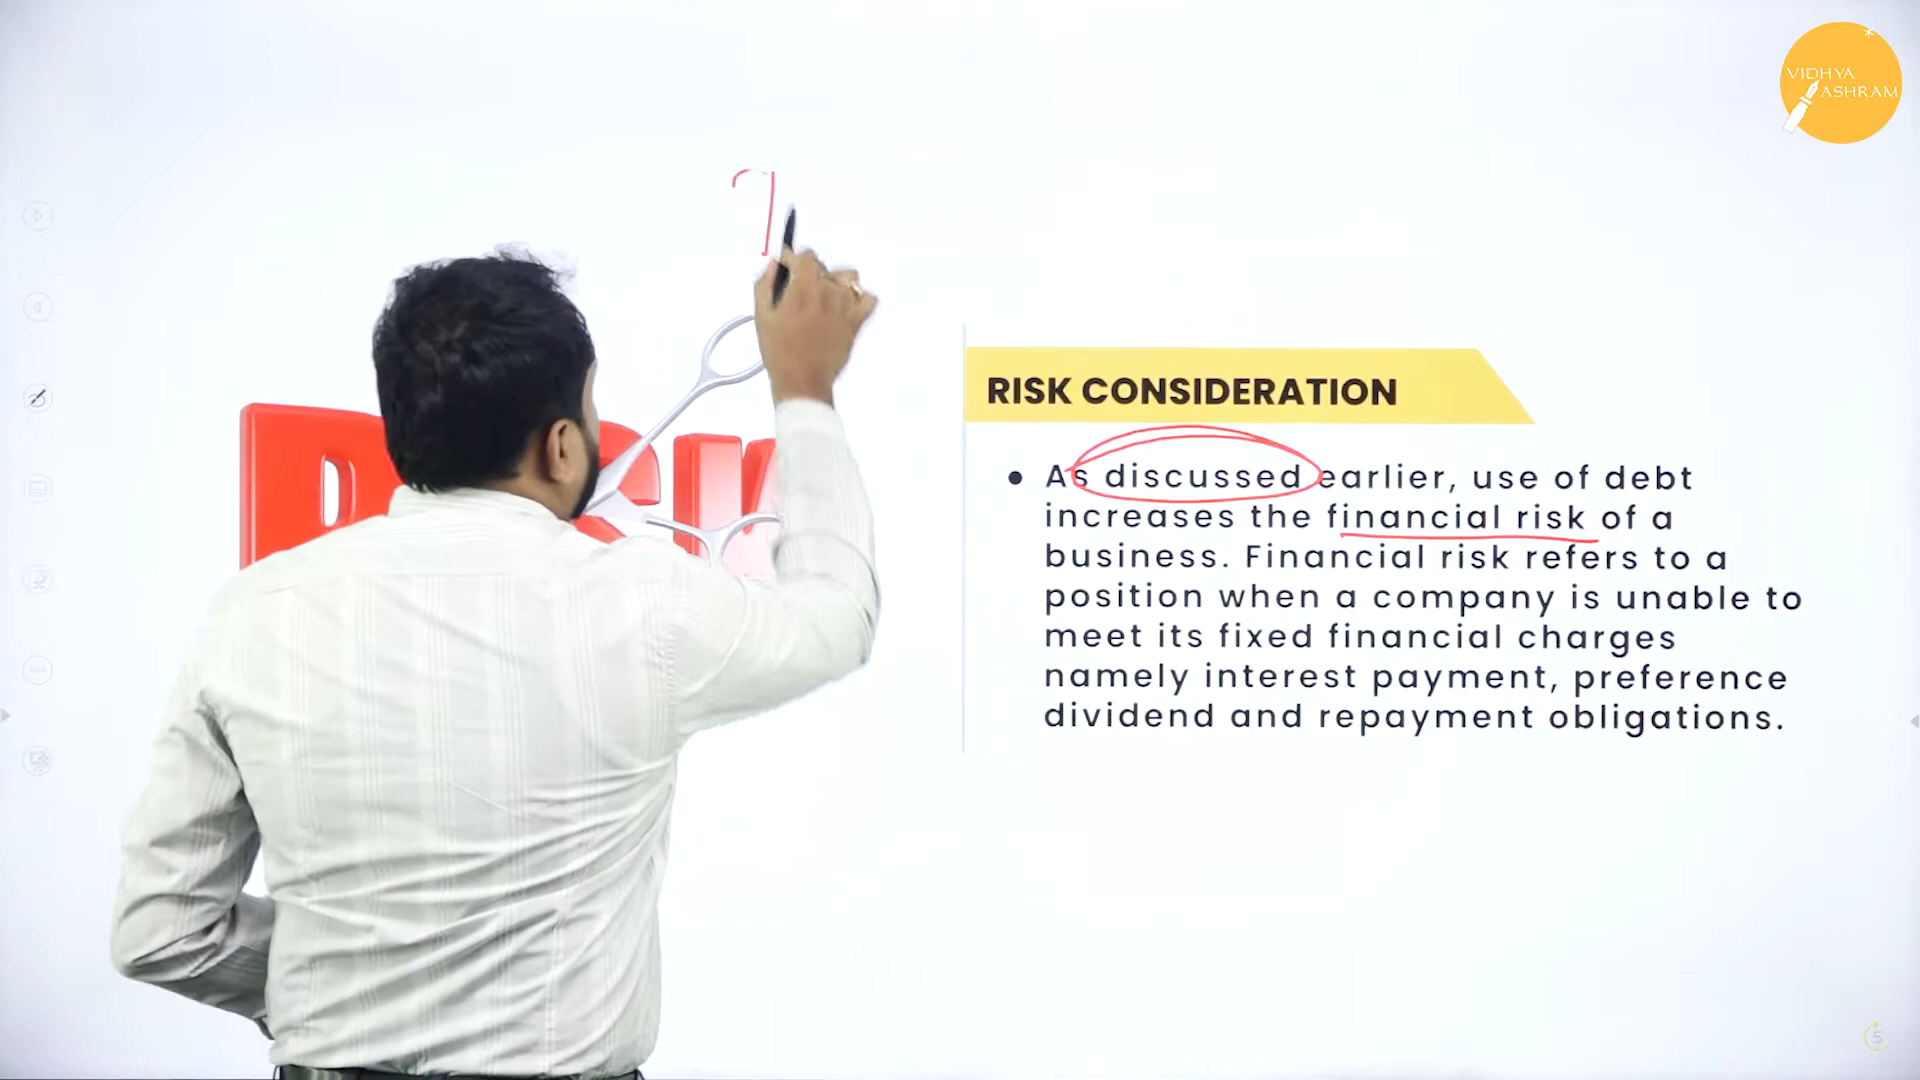 VIDHYA
ASHRAM
RISK CONSIDERATION
• As discussed earlier, use of debt
increases the financial risk of a
business. Financial risk refers to a
position when a company is unable to
meet its fixed financial charges
namely interest payment, preference
dividend and repayment obligations.
5